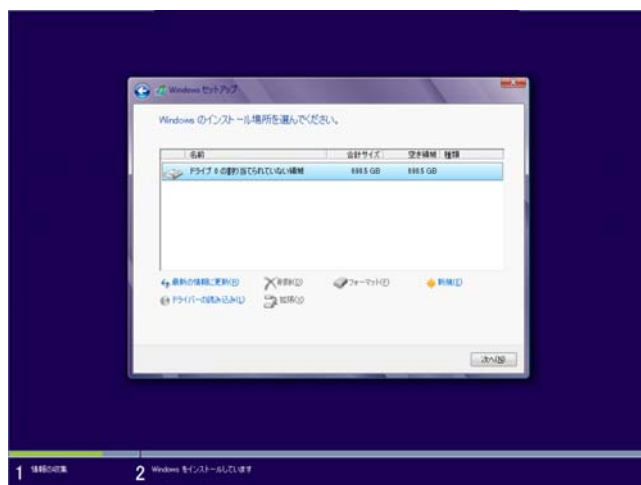 Windows セットアップ
Windows のインストール場所を選んでください。
名前 合計サイズ 空き領域 種類
ドライブ 0 の割り当てられていない領域 GB GB
最新の情報に更新(R) 削除(D) フォーマット(F) 新規(E)
ドライバーの読み込み(L) 拡張(X)
次へ(N)
1 情報の収集 2 Windows をインストールしています